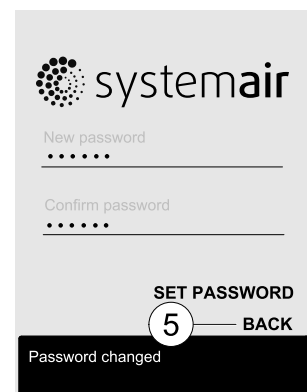 systemair
New password
••••••
Confirm password
••••••
SET PASSWORD
5 BACK
Password changed